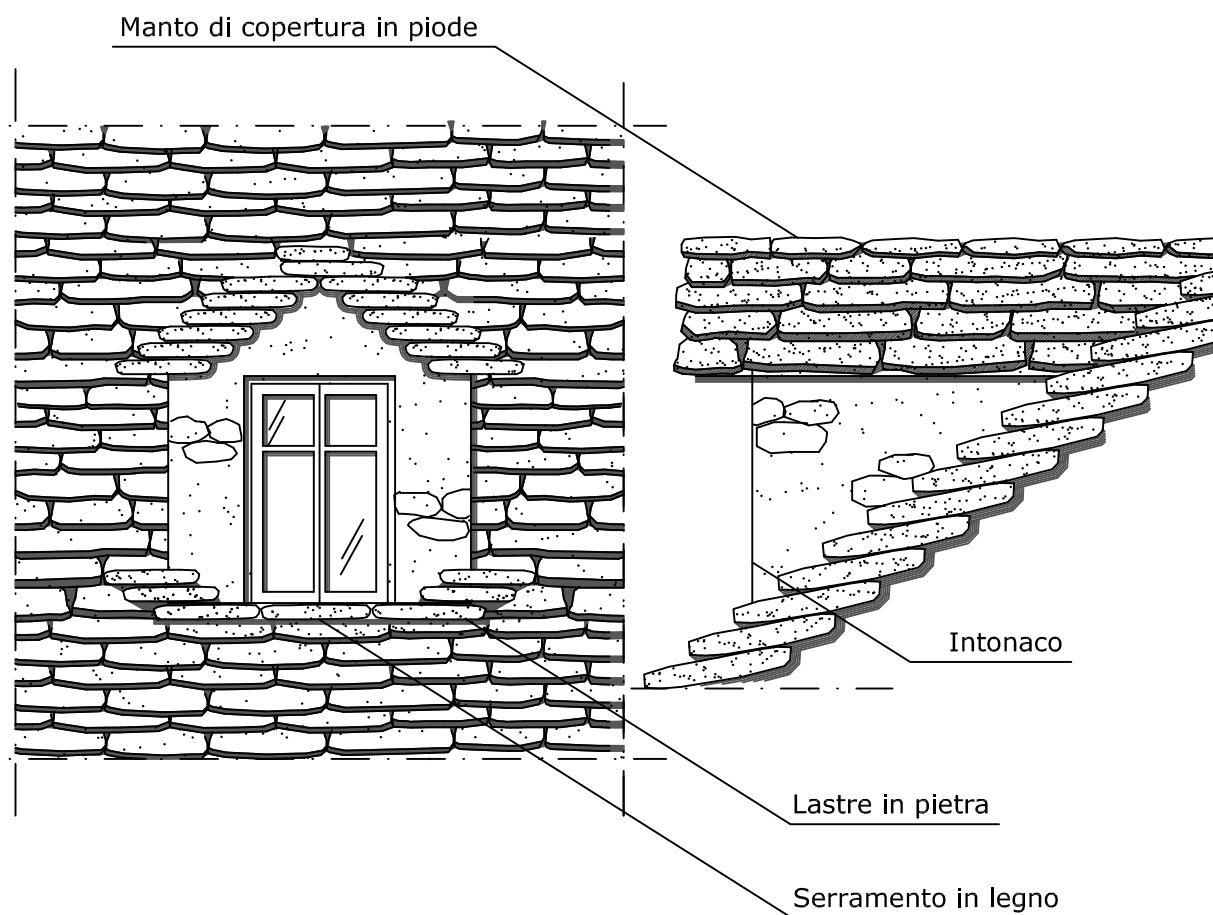 Manto di copertura in piode
Intonaco
Lastre in pietra
Serramento in legno